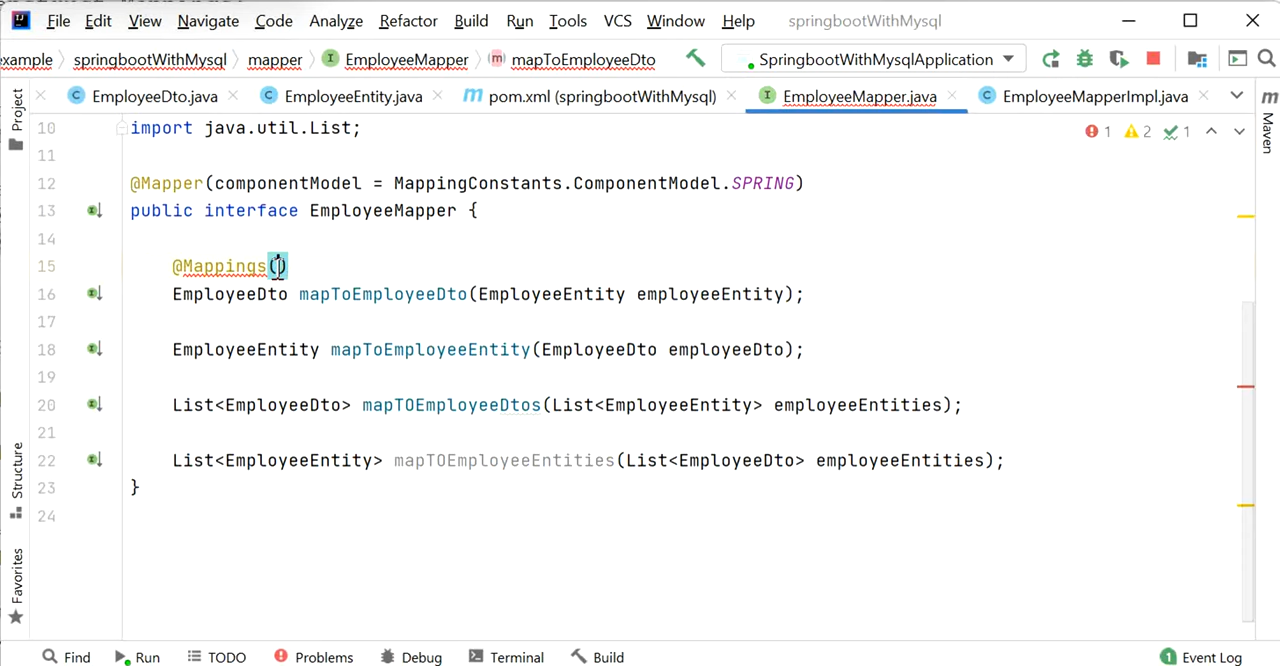 File Edit View Navigate Code Analyze Refactor Build Run Tools VCS Window Help springbootWithMysql
example springbootWithMysql mapper EmployeeMapper mapToEmployeeDto SpringbootWithMysqlApplication
EmployeeDto.java EmployeeEntity.java pom.xml (springbootWithMysql) EmployeeMapper.java EmployeeMapperImpl.java
Project
Structure
Favorites
Maven
1 2 1
10 import java.util.List;
11
12 @Mapper(componentModel = MappingConstants.ComponentModel.SPRING)
13 public interface EmployeeMapper {
14
15 @Mappings()
16 EmployeeDto mapToEmployeeDto(EmployeeEntity employeeEntity);
17
18 EmployeeEntity mapToEmployeeEntity(EmployeeDto employeeDto);
19
20 List<EmployeeDto> mapTOEmployeeDtos(List<EmployeeEntity> employeeEntities);
21
22 List<EmployeeEntity> mapTOEmployeeEntities(List<EmployeeDto> employeeEntities);
23 }
24
Find Run TODO Problems Debug Terminal Build 1 Event Log